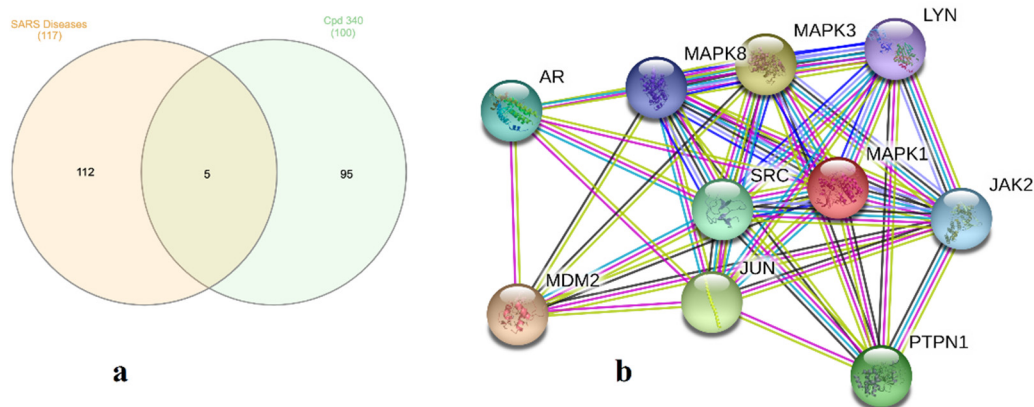 SARS Diseases
(117)
Cpd 340
(100)
112
5
95
a
LYN
MAPK3
MAPK8
AR
MAPK1
SRC
JAK2
JUN
MDM2
PTPN1
b